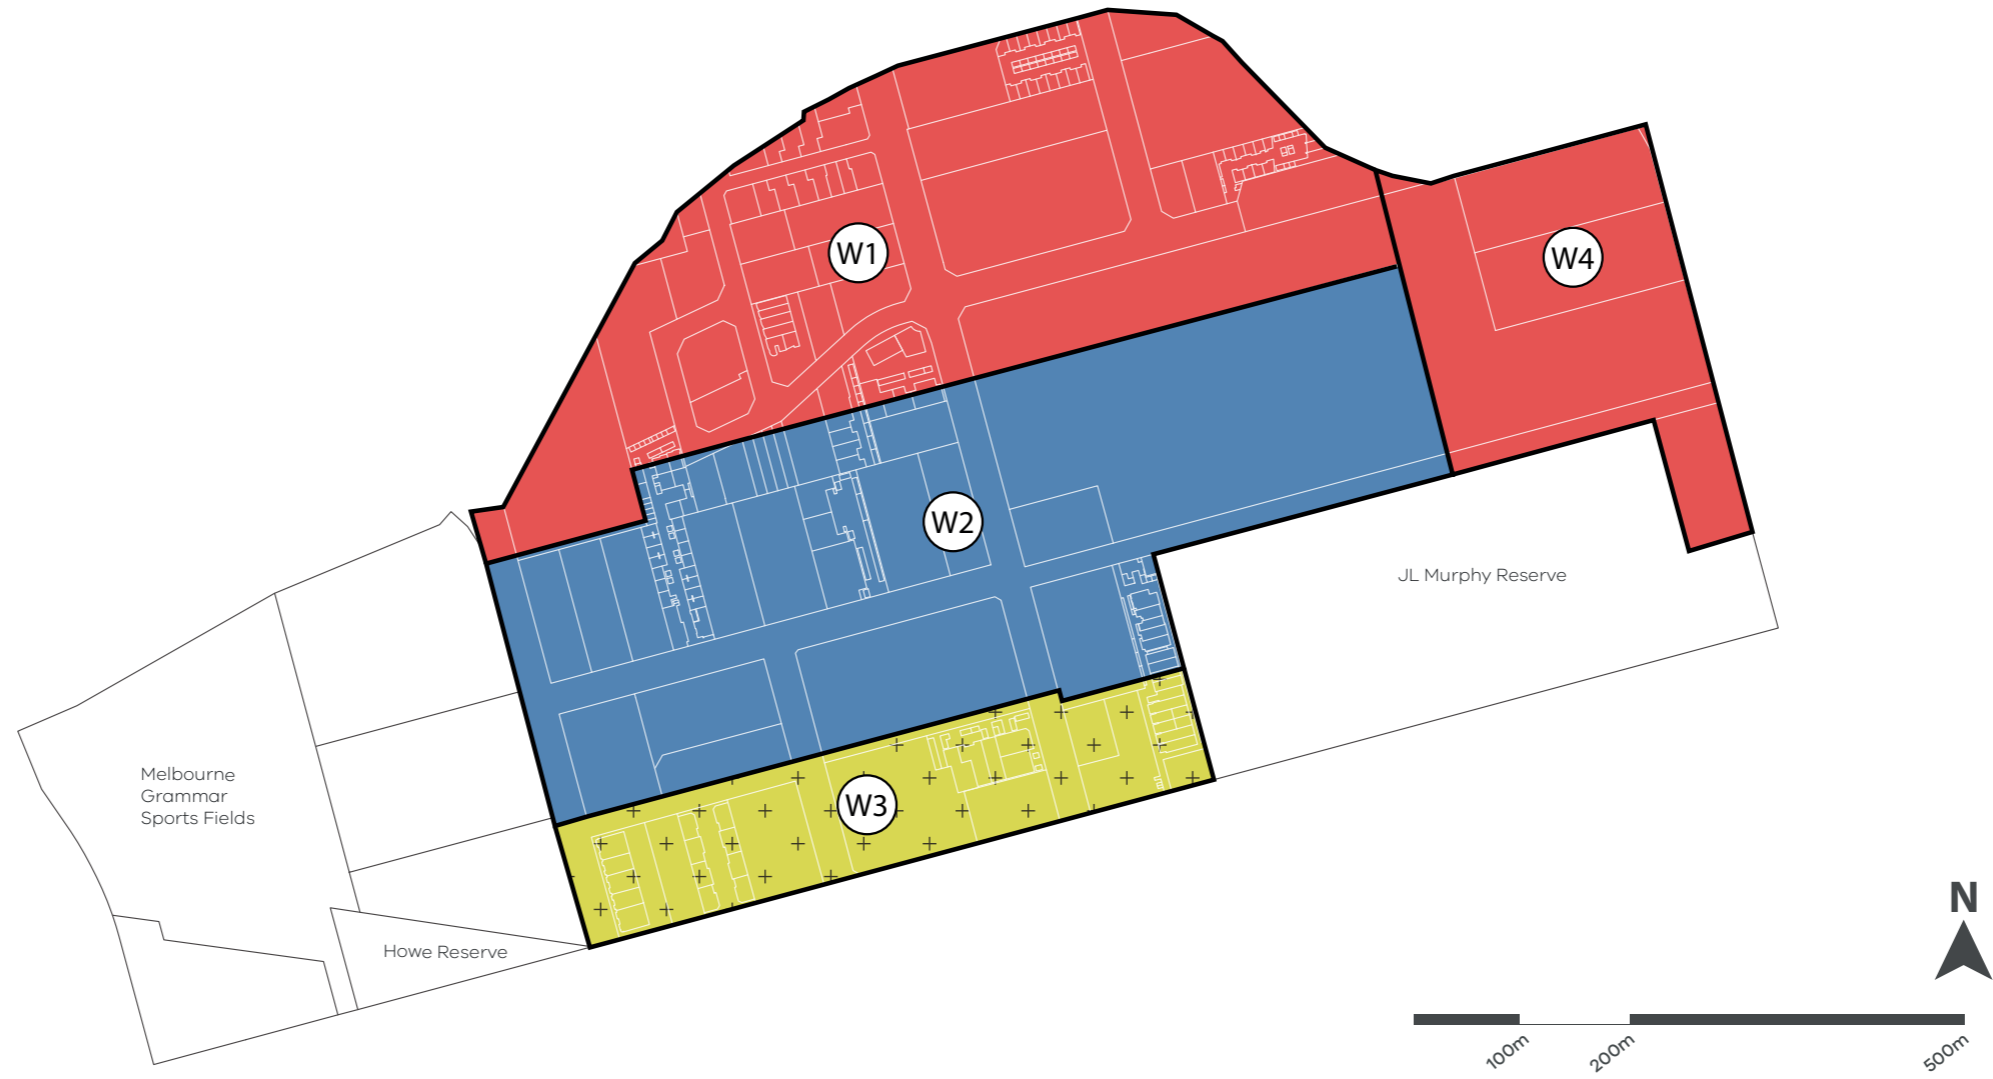 W1
W4
W2
JL Murphy Reserve
Melbourne
Grammar
Sports Fields
W3
Howe Reserve
N
100m
200m
500m